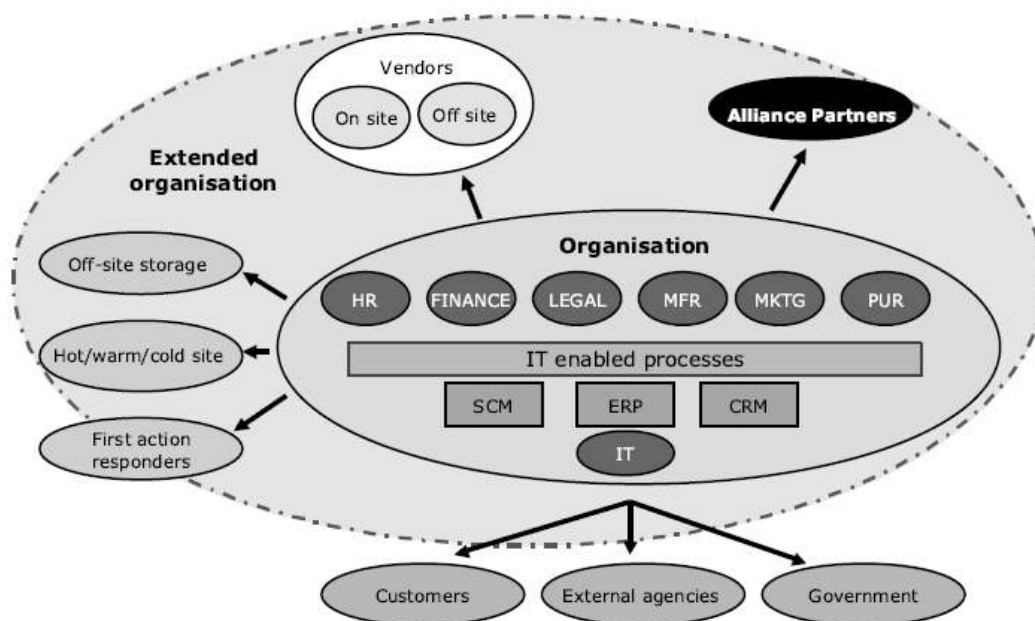 Vendors
On site
Off site
Alliance Partners
Extended
organisation
Organisation
Off-site storage
HR
FINANCE
LEGAL
MFR
MKTG
PUR
Hot/warm/cold site
IT enabled processes
SCM
ERP
CRM
First action
responders
IT
Customers
External agencies
Government